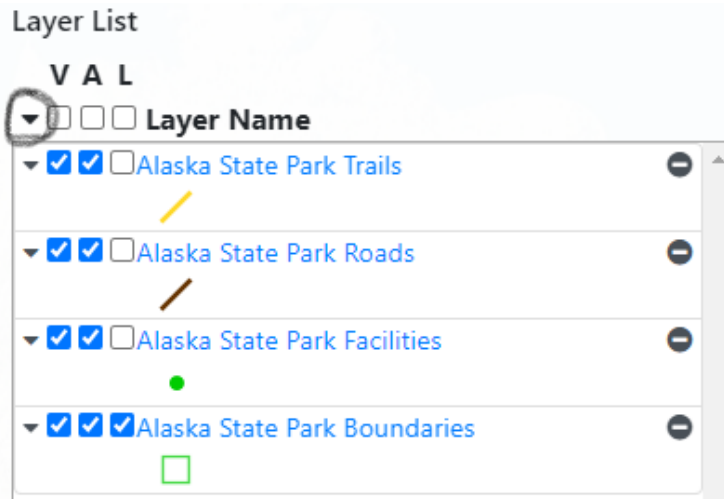 Layer List
V A L
Layer Name
Alaska State Park Trails
Alaska State Park Roads
Alaska State Park Facilities
Alaska State Park Boundaries